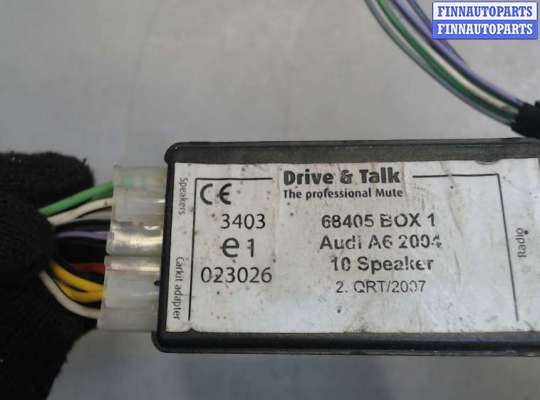 FINNAUTOPARTS
FINNAUTOPARTS
Speakers
Carkit adapter
CE
3403
e1
023026
Drive & Talk
The professional Mute
68405 BOX 1
Audi A6 2004
10 Speaker
2. QRT/2007
Radio